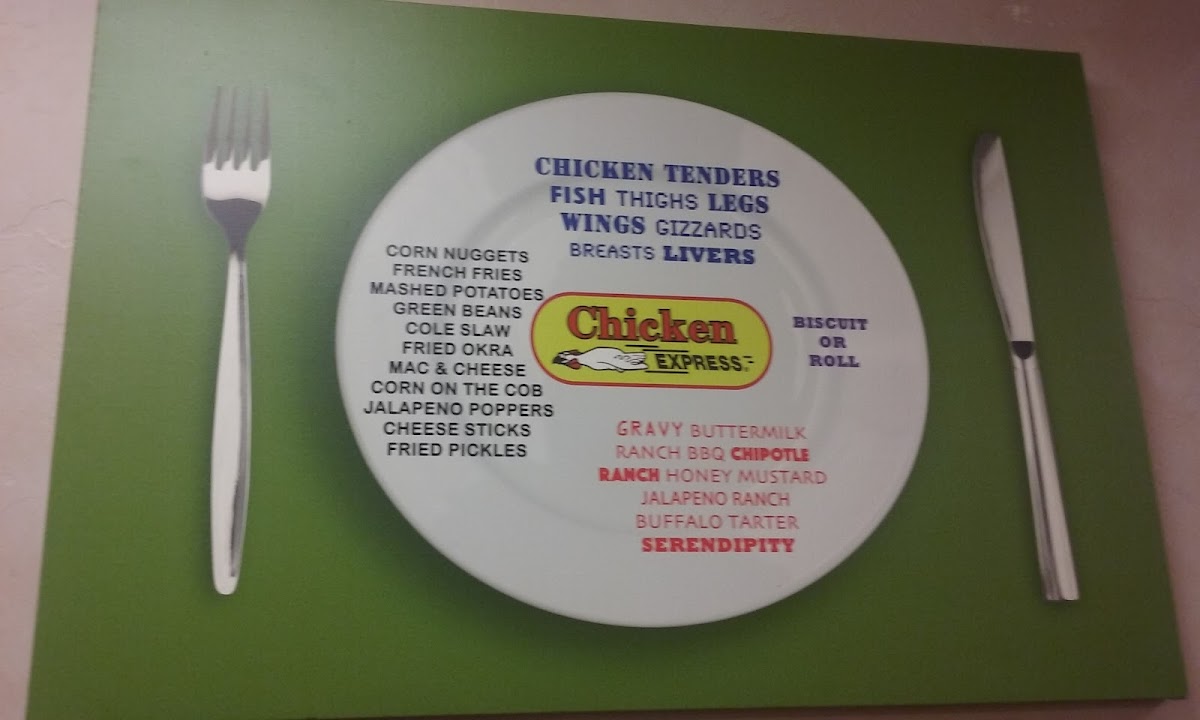 CHICKEN TENDERS
FISH THIGHS LEGS
WINGS GIZZARDS
BREASTS LIVERS
CORN NUGGETS
FRENCH FRIES
MASHED POTATOES
GREEN BEANS
COLE SLAW
FRIED OKRA
MAC & CHEESE
CORN ON THE COB
JALAPENO POPPERS
CHEESE STICKS
FRIED PICKLES
Chicken
EXPRESS
BISCUIT
OR
ROLL
GRAVY BUTTERMILK
RANCH BBQ CHIPOTLE
RANCH HONEY MUSTARD
JALAPENO RANCH
BUFFALO TARTER
SERENDIPITY